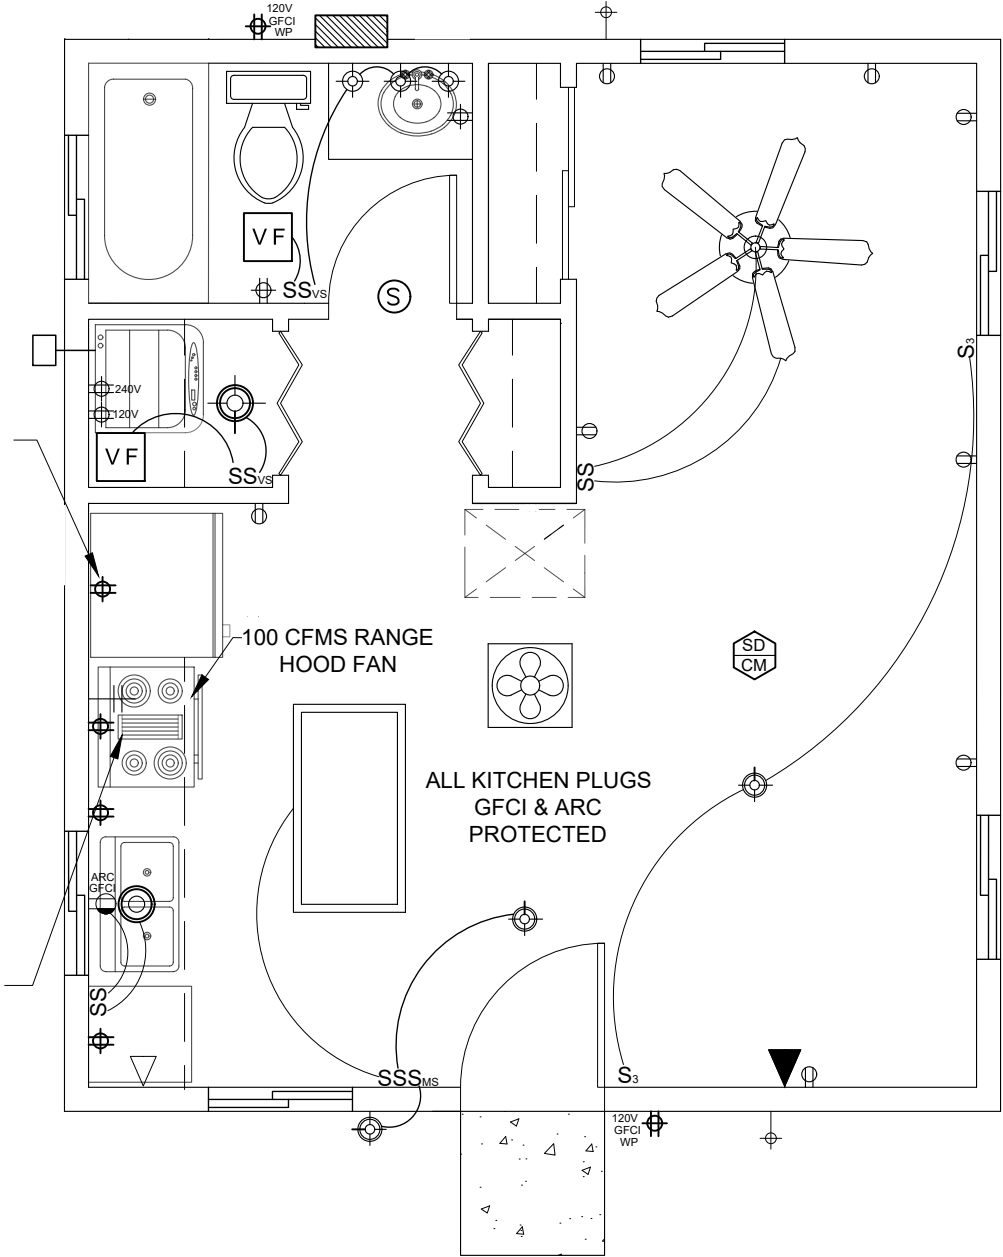 120V
GFCI
WP
VF
SSVS
S
240V
120V
VF
SSVS
SS
S3
100 CFMS RANGE
HOOD FAN
SD
CM
ALL KITCHEN PLUGS
GFCI & ARC
PROTECTED
ARC
GFCI
SS
SSSMS
S3
120V
GFCI
WP